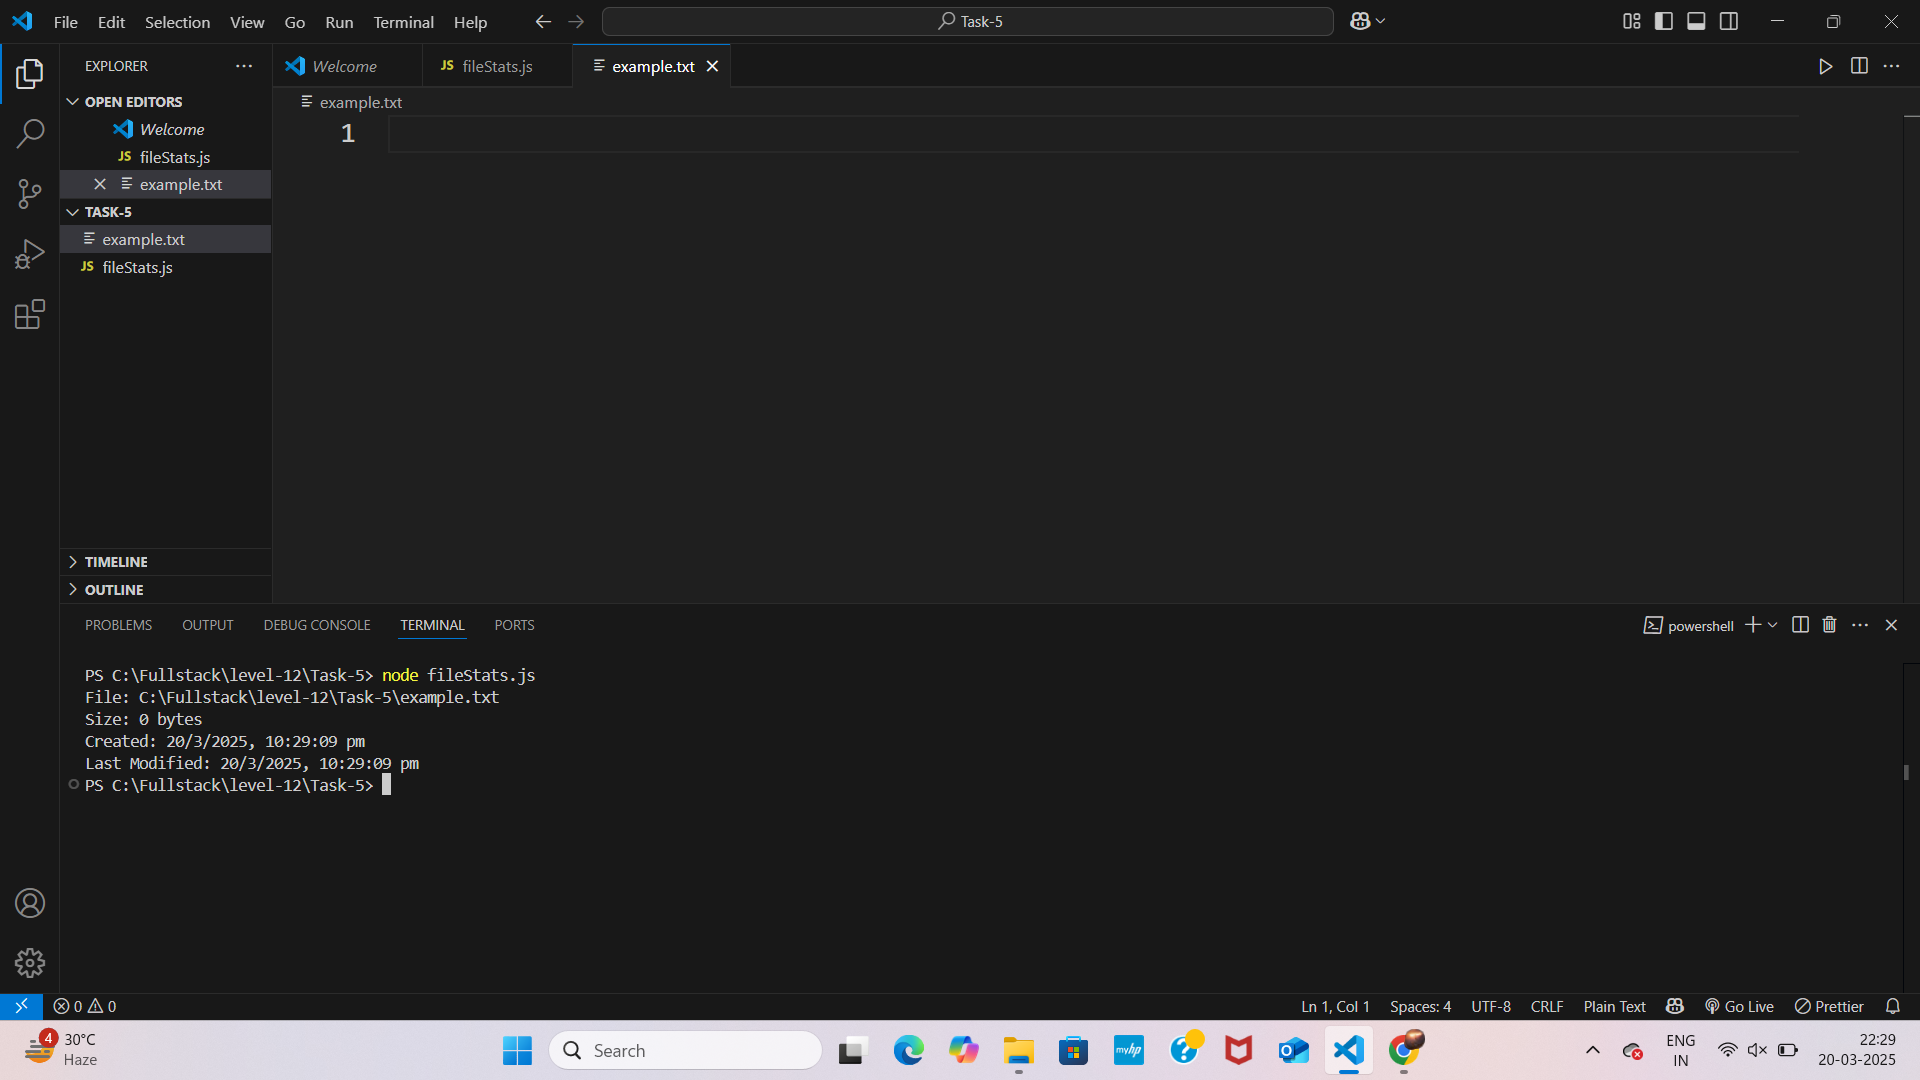 File Edit Selection View Go Run Terminal Help
Task-5
EXPLORER
OPEN EDITORS
Welcome
JS fileStats.js
example.txt
TASK-5
example.txt
JS fileStats.js
TIMELINE
OUTLINE
Welcome JS fileStats.js example.txt
example.txt
1
PROBLEMS OUTPUT DEBUG CONSOLE TERMINAL PORTS
powershell
PS C:\Fullstack\level-12\Task-5> node fileStats.js
File: C:\Fullstack\level-12\Task-5\example.txt
Size: 0 bytes
Created: 20/3/2025, 10:29:09 pm
Last Modified: 20/3/2025, 10:29:09 pm
PS C:\Fullstack\level-12\Task-5>
0 0
Ln 1, Col 1 Spaces: 4 UTF-8 CRLF Plain Text Go Live Prettier
4
30°C
Haze
Search
myhp
ENG
IN
22:29
20-03-2025